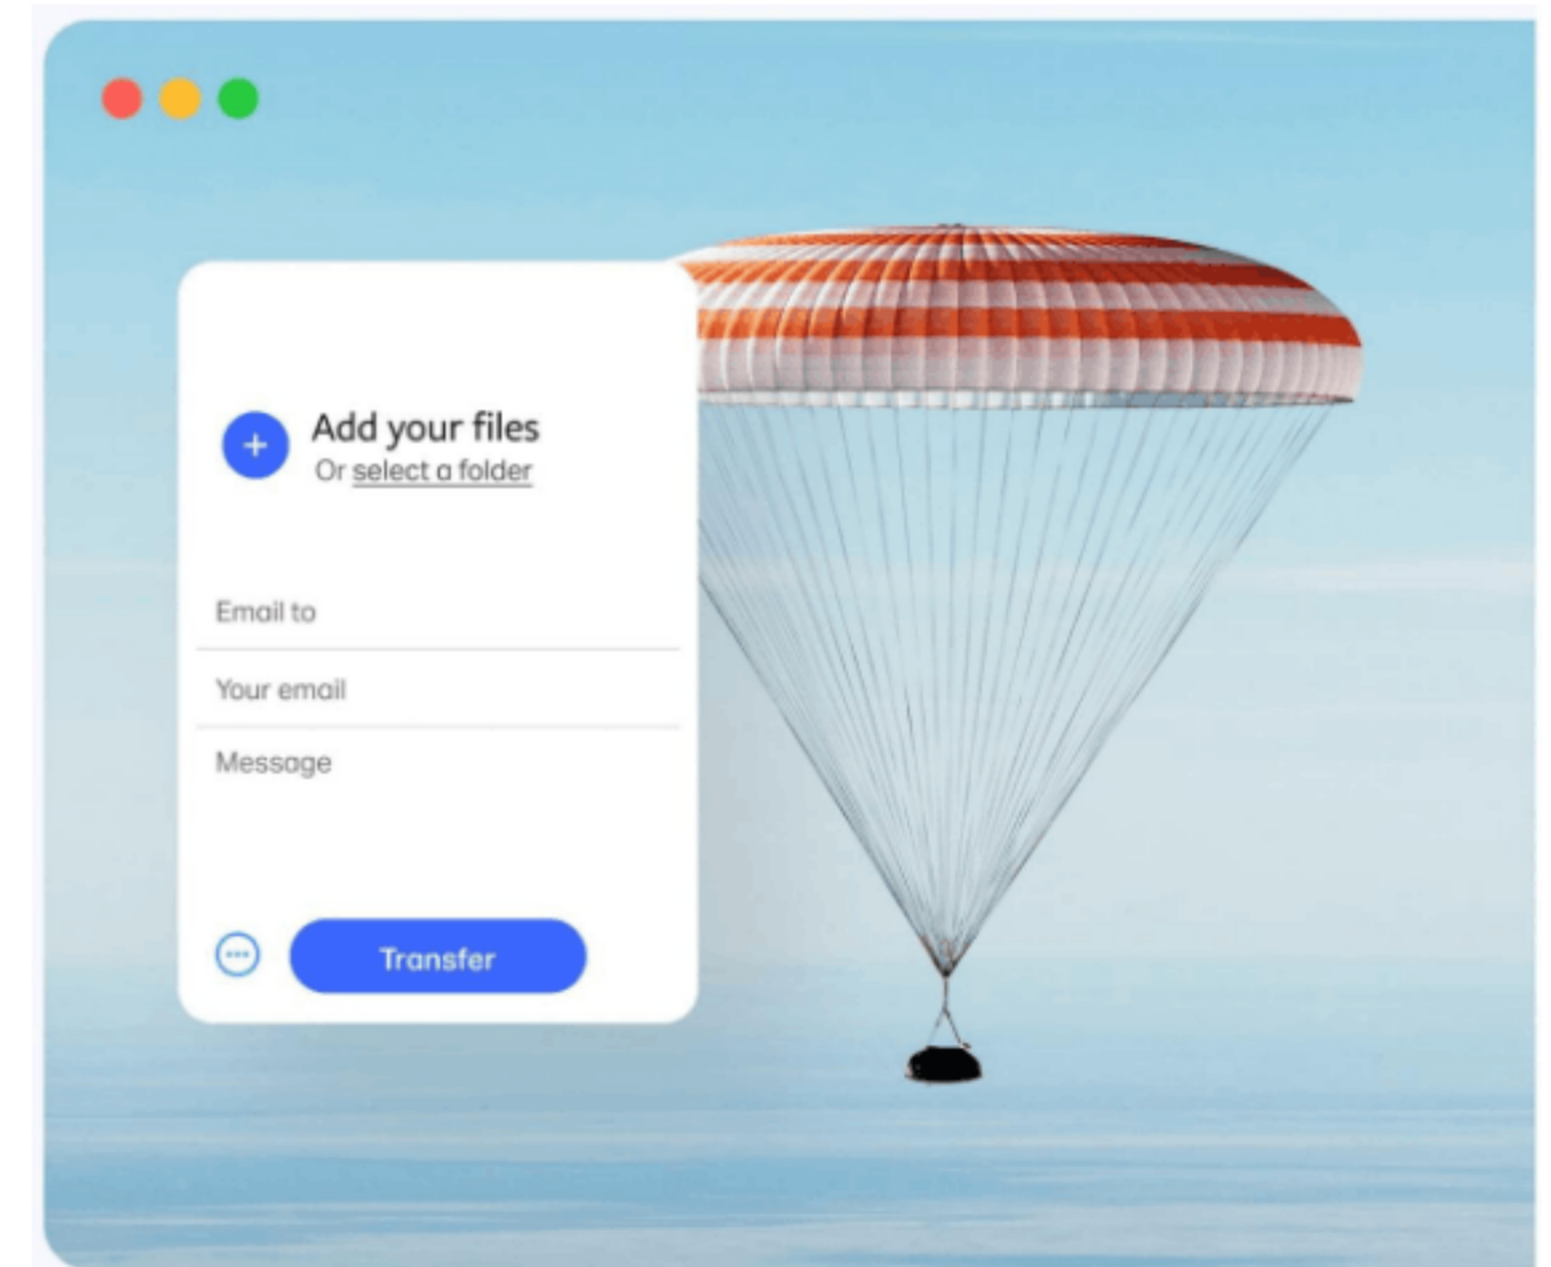 Add your files
Or select a folder
Email to
Your email
Message
Transfer